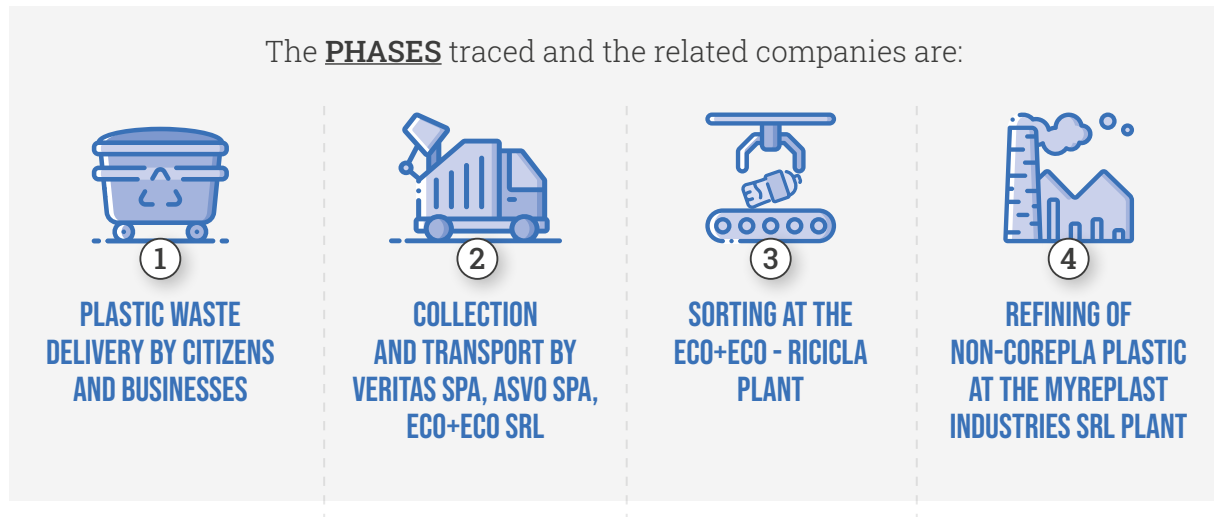 The PHASES traced and the related companies are:
1
PLASTIC WASTE
DELIVERY BY CITIZENS
AND BUSINESSES
2
COLLECTION
AND TRANSPORT BY
VERITAS SPA, ASVO SPA,
ECO+ECO SRL
3
SORTING AT THE
ECO+ECO - RICICLA
PLANT
4
REFINING OF
NON-COREPLA PLASTIC
AT THE MYREPLAST
INDUSTRIES SRL PLANT